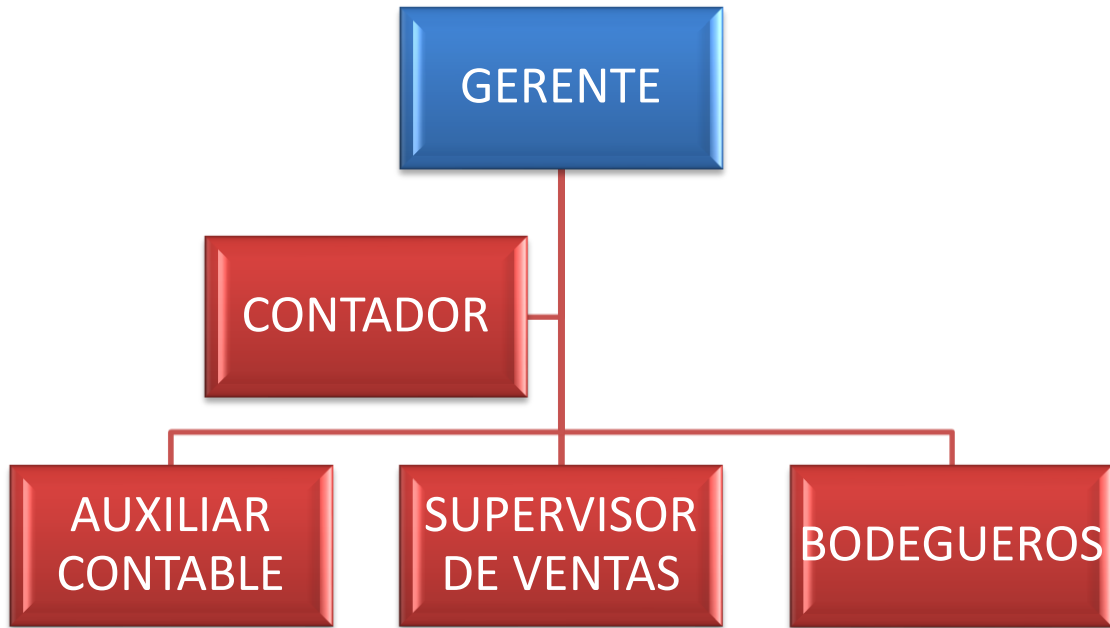 GERENTE
CONTADOR
AUXILIAR
CONTABLE
SUPERVISOR
DE VENTAS
BODEGUEROS